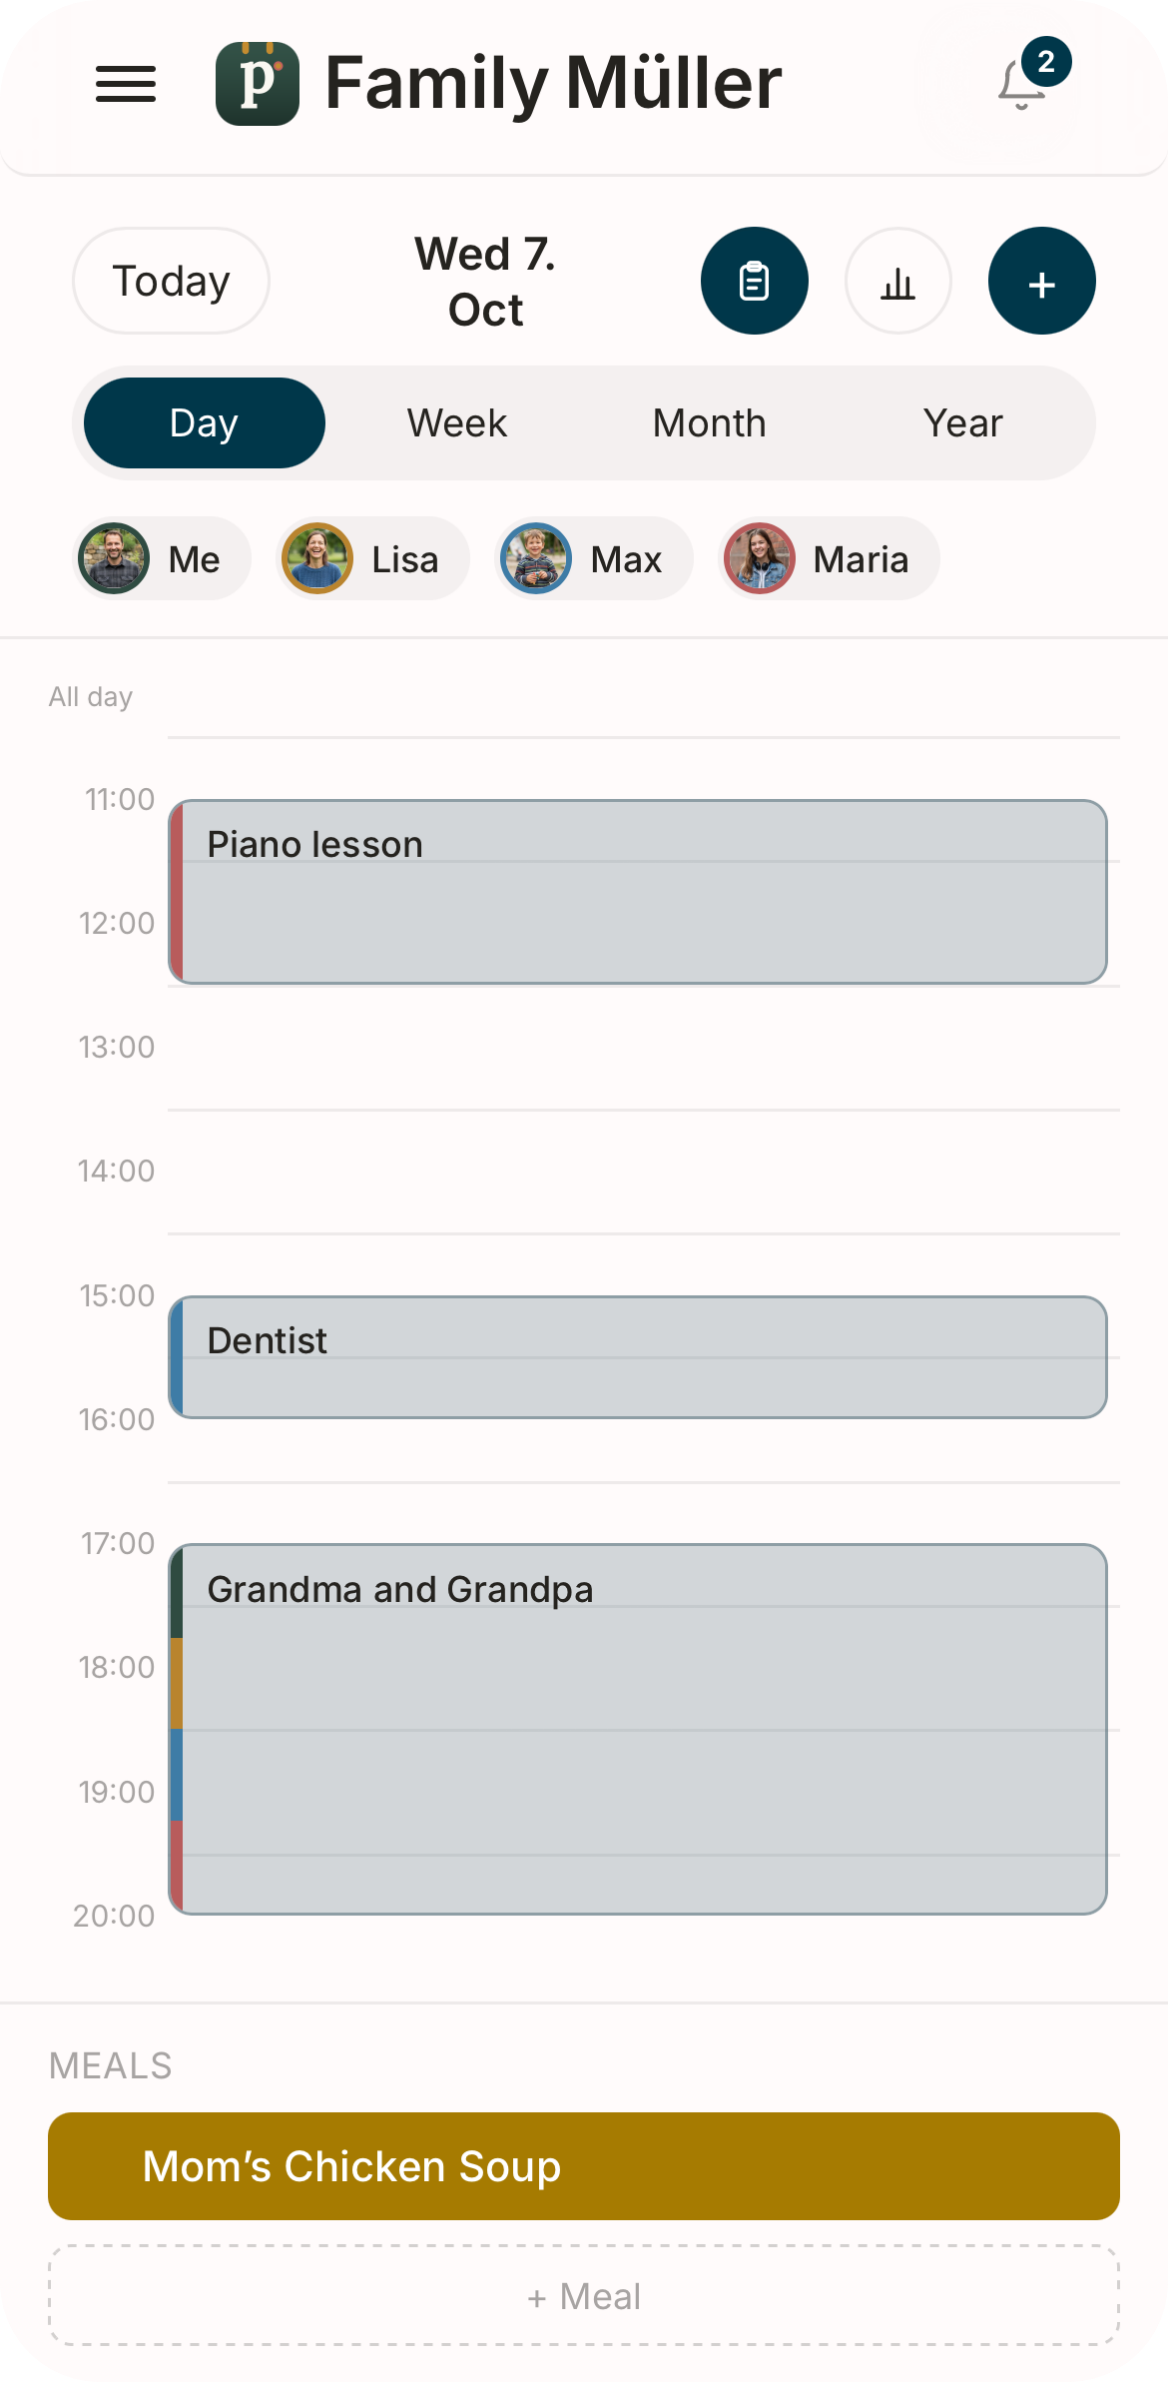 p
Family Müller
2
Today
Wed 7.
Oct
+
Day
Week
Month
Year
Me
Lisa
Max
Maria
All day
11:00
Piano lesson
12:00
13:00
14:00
15:00
Dentist
16:00
17:00
Grandma and Grandpa
18:00
19:00
20:00
MEALS
Mom’s Chicken Soup
+ Meal